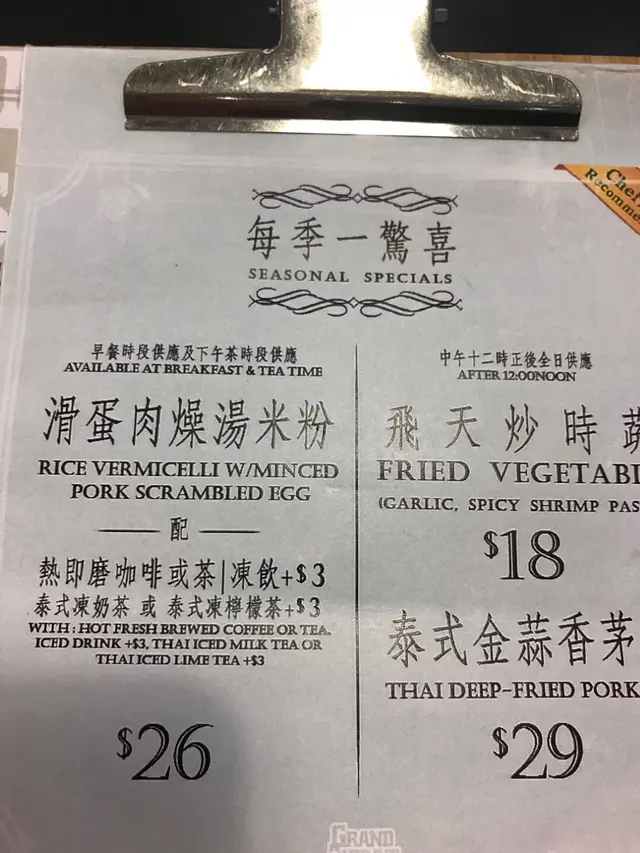 Chef's
Recomme
每季一驚喜
SEASONAL SPECIALS
早餐時段供應及下午茶時段供應
AVAILABLE AT BREAKFAST & TEA TIME
滑蛋肉燥湯米粉
RICE VERMICELLI W/MINCED
PORK SCRAMBLED EGG
配
熱即磨咖啡或茶|凍飲+$3
泰式凍奶茶 或 泰式凍檸檬茶+$3
WITH : HOT FRESH BREWED COFFEE OR TEA.
ICED DRINK +$3, THAI ICED MILK TEA OR
THAI ICED LIME TEA +$3
$26
中午十二時正後全日供應
AFTER 12:00NOON
飛天炒時蔬
FRIED VEGETABL
(GARLIC, SPICY SHRIMP PAS
$18
泰式金蒜香茅
THAI DEEP-FRIED PORK
$29
GRAND